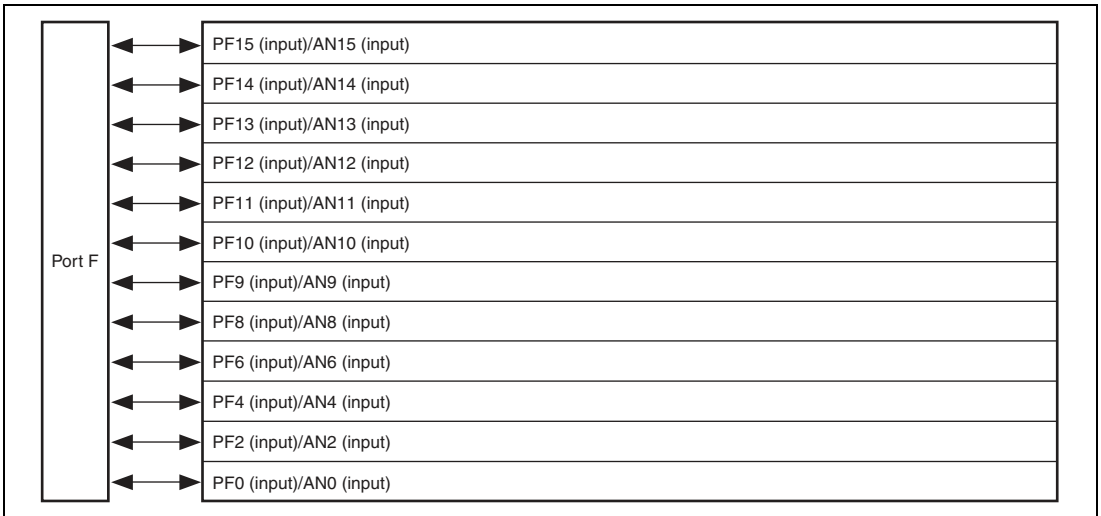 PF15 (input)/AN15 (input)
PF14 (input)/AN14 (input)
PF13 (input)/AN13 (input)
PF12 (input)/AN12 (input)
PF11 (input)/AN11 (input)
PF10 (input)/AN10 (input)
Port F
PF9 (input)/AN9 (input)
PF8 (input)/AN8 (input)
PF6 (input)/AN6 (input)
PF4 (input)/AN4 (input)
PF2 (input)/AN2 (input)
PF0 (input)/AN0 (input)